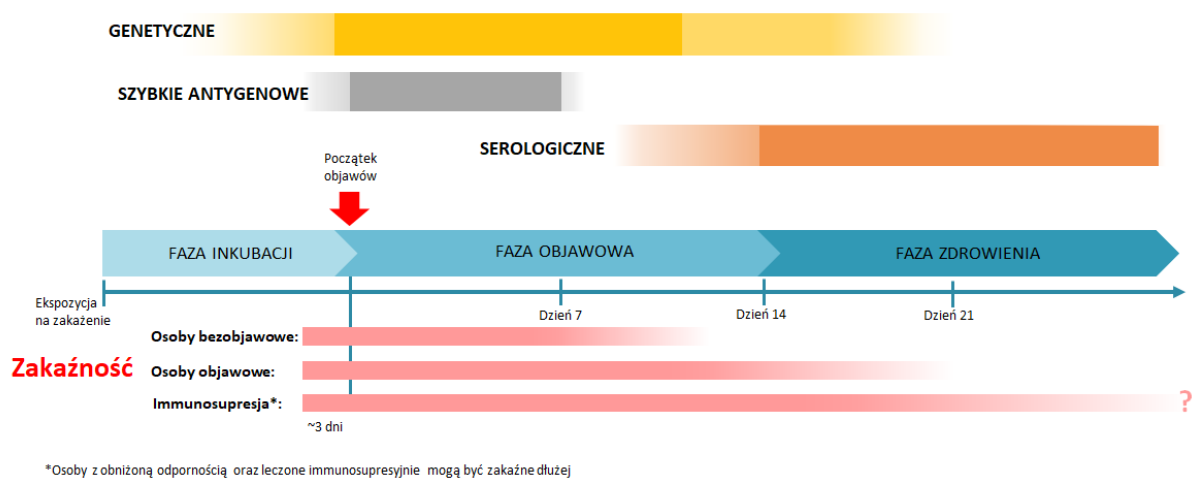 GENETYCZNE
SZYBKIE ANTYGENOWE
SEROLOGICZNE
Początek
objawów
FAZA INKUBACJI
FAZA OBJAWOWA
FAZA ZDROWIENIA
Ekspozycja
na zakażenie
Dzień 7
Dzień 14
Dzień 21
Zakaźność
Osoby bezobjawowe:
Osoby objawowe:
Immunosupresja*:
?
~3 dni
*Osoby z obniżoną odpornością oraz leczone immunosupresyjnie mogą być zakaźne dłużej